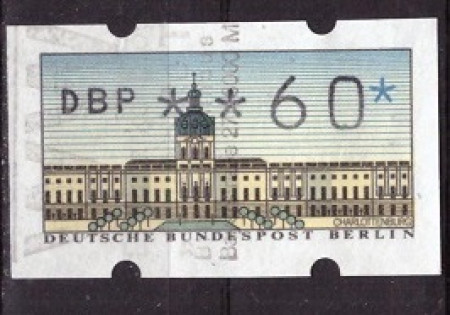 DBP ** 60*
CHARLOTTENBURG
DEUTSCHE BUNDESPOST BERLIN